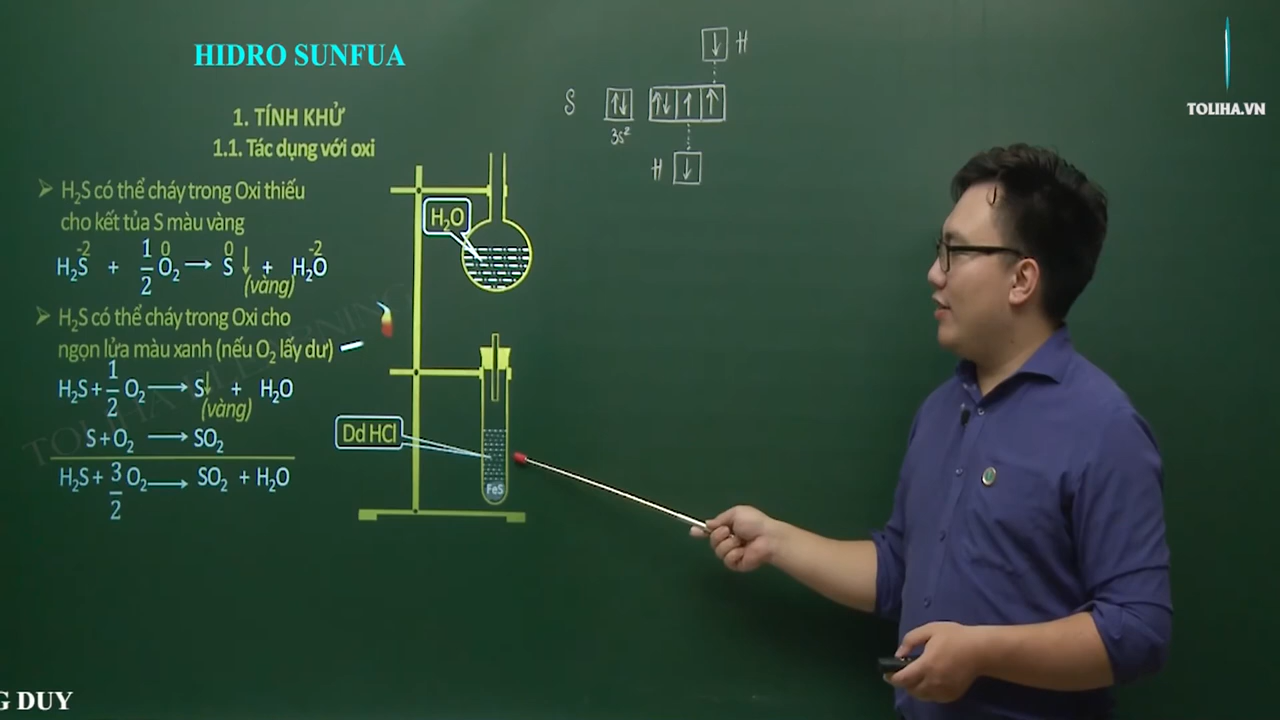 HIDRO SUNFUA
1. TÍNH KHỬ
1.1. Tác dụng với oxi
➢ H₂S có thể cháy trong Oxi thiếu
cho kết tủa S màu vàng
-2 0 0 -2
H₂S + 1/2 O₂ → S ↓ + H₂O
(vàng)
➢ H₂S có thể cháy trong Oxi cho
ngọn lửa màu xanh (nếu O₂ lấy dư)
H₂S + 1/2 O₂ → S↓ + H₂O
(vàng)
S + O₂ → SO₂
H₂S + 3/2 O₂ → SO₂ + H₂O
H₂O
Dd HCl
FeS
↓ H
S ↑↓ ↑↓ ↑ ↑
3s²
H ↓
TOLIHA.VN
G DUY